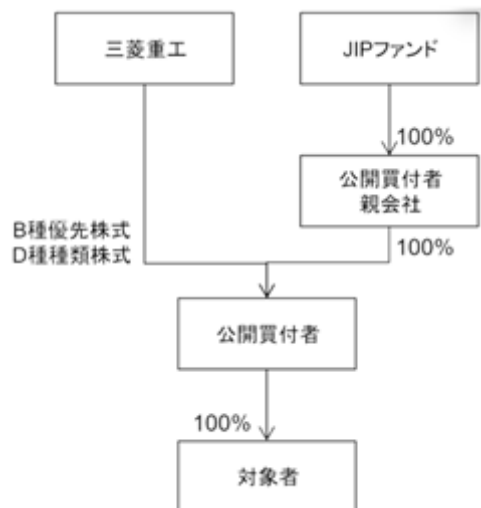 三菱重工
JIPファンド
100%
公開買付者
親会社
B種優先株式
D種種類株式
100%
公開買付者
100%
対象者